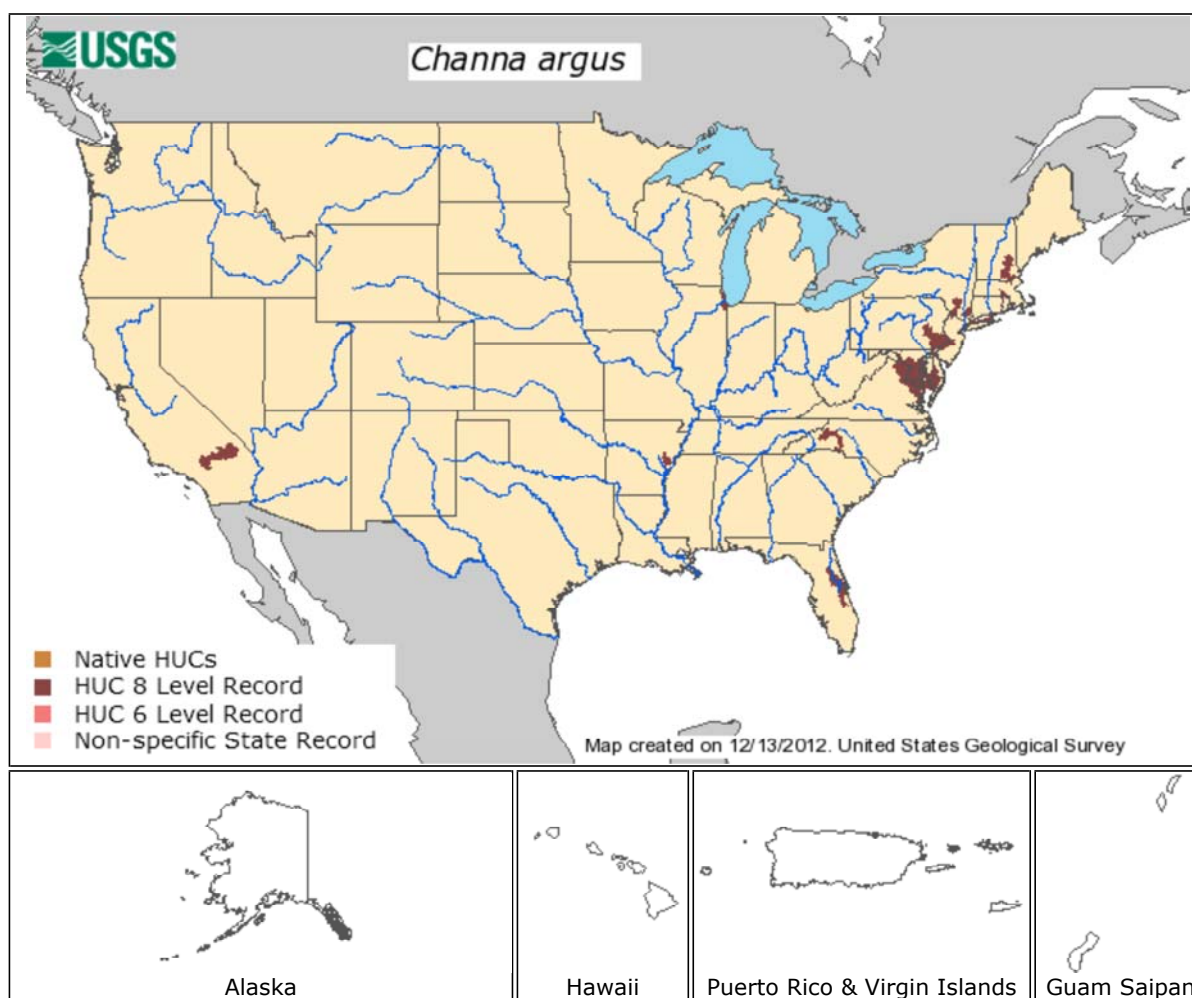 USGS
Channa argus
Native HUCs
HUC 8 Level Record
HUC 6 Level Record
Non-specific State Record
Map created on 12/13/2012. United States Geological Survey
Alaska
Hawaii
Puerto Rico & Virgin Islands
Guam Saipan